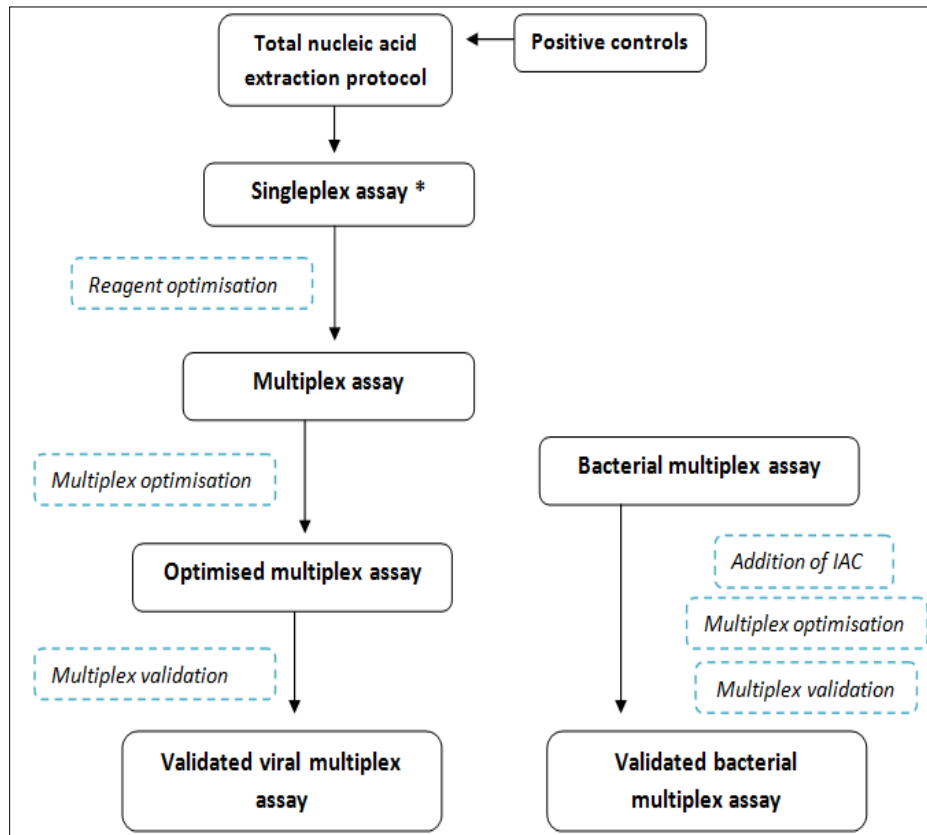 Total nucleic acid
extraction protocol
Positive controls
Singleplex assay *
Reagent optimisation
Multiplex assay
Multiplex optimisation
Optimised multiplex assay
Multiplex validation
Validated viral multiplex
assay
Bacterial multiplex assay
Addition of IAC
Multiplex optimisation
Multiplex validation
Validated bacterial
multiplex assay